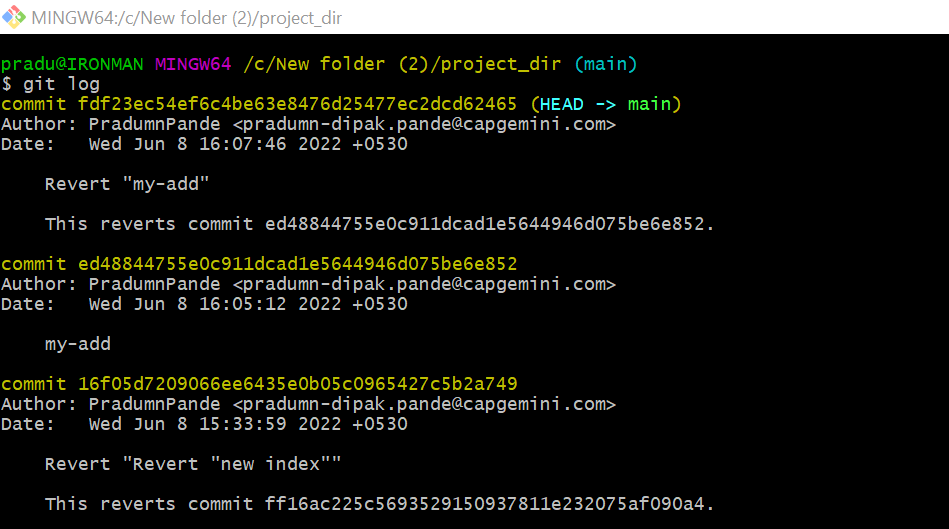 MINGW64:/c/New folder (2)/project_dir
pradu@IRONMAN MINGW64 /c/New folder (2)/project_dir (main)
$ git log
commit fdf23ec54ef6c4be63e8476d25477ec2dcd62465 (HEAD -> main)
Author: PradumnPande <pradumn-dipak.pande@capgemini.com>
Date:   Wed Jun 8 16:07:46 2022 +0530
    Revert "my-add"
    This reverts commit ed48844755e0c911dcad1e5644946d075be6e852.
commit ed48844755e0c911dcad1e5644946d075be6e852
Author: PradumnPande <pradumn-dipak.pande@capgemini.com>
Date:   Wed Jun 8 16:05:12 2022 +0530
    my-add
commit 16f05d7209066ee6435e0b05c0965427c5b2a749
Author: PradumnPande <pradumn-dipak.pande@capgemini.com>
Date:   Wed Jun 8 15:33:59 2022 +0530
    Revert "Revert "new index""
    This reverts commit ff16ac225c5693529150937811e232075af090a4.